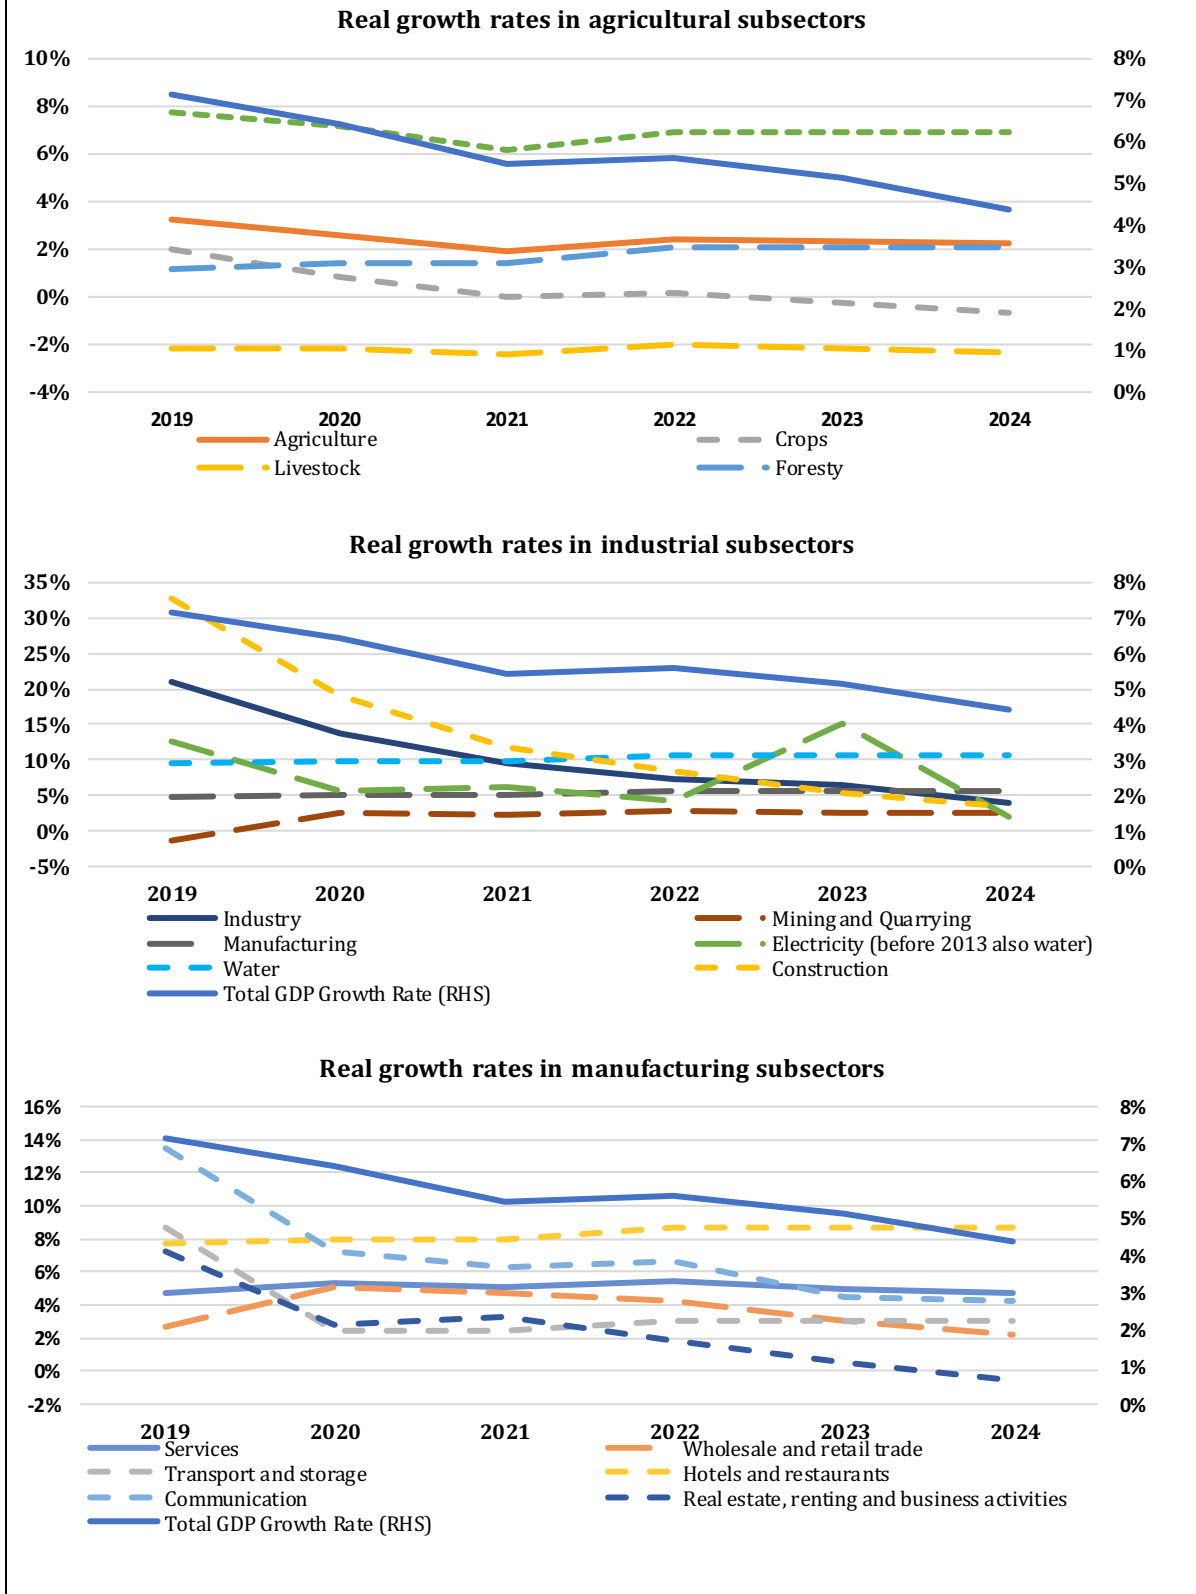 Real growth rates in agricultural subsectors
10% 8%
8% 7%
6% 6%
4% 5%
2% 4%
0% 3%
-2% 2%
-4% 1%
0%
2019 2020 2021 2022 2023 2024
Agriculture Crops
Livestock Foresty
Real growth rates in industrial subsectors
35% 8%
30% 7%
25% 6%
20% 5%
15% 4%
10% 3%
5% 2%
0% 1%
-5% 0%
2019 2020 2021 2022 2023 2024
Industry Mining and Quarrying
Manufacturing Electricity (before 2013 also water)
Water Construction
Total GDP Growth Rate (RHS)
Real growth rates in manufacturing subsectors
16% 8%
14% 7%
12% 6%
10% 5%
8% 4%
6% 3%
4% 2%
2% 1%
0% 0%
-2%
2019 2020 2021 2022 2023 2024
Services Wholesale and retail trade
Transport and storage Hotels and restaurants
Communication Real estate, renting and business activities
Total GDP Growth Rate (RHS)